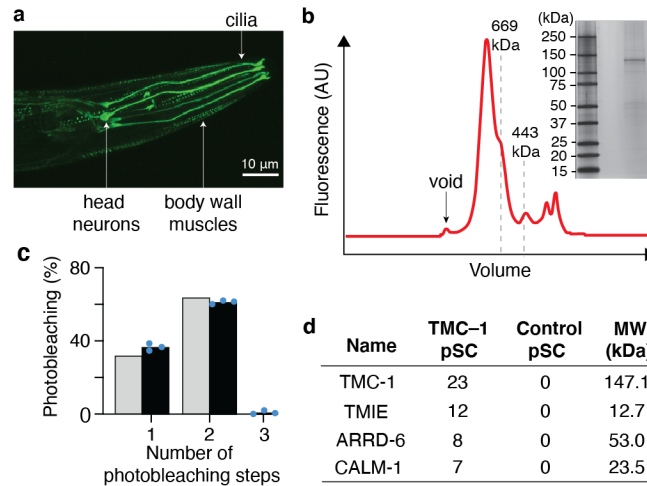 a
cilia
10 µm
head
neurons
body wall
muscles
b
Fluorescence (AU)
void
669
kDa
443
kDa
Volume
(kDa)
250
150
100
75
50
37
25
20
15
c
Photobleaching (%)
80
40
0
1
2
3
Number of
photobleaching steps
d
Name TMC–1 pSC Control pSC MW (kDa)
TMC-1 23 0 147.1
TMIE 12 0 12.7
ARRD-6 8 0 53.0
CALM-1 7 0 23.5